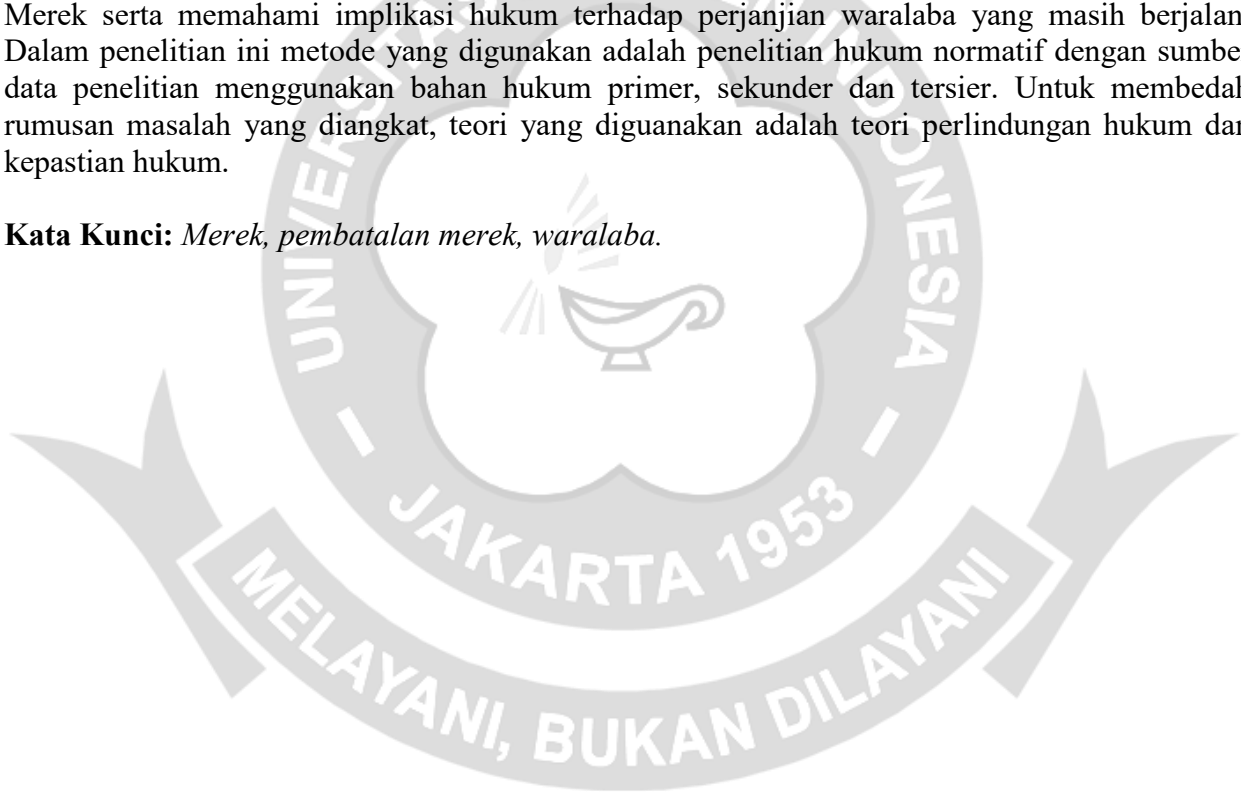 Merek serta memahami implikasi hukum terhadap perjanjian waralaba yang masih berjalan
Dalam penelitian ini metode yang digunakan adalah penelitian hukum normatif dengan sumbe
data penelitian menggunakan bahan hukum primer, sekunder dan tersier. Untuk membedah
rumusan masalah yang diangkat, teori yang diguanakan adalah teori perlindungan hukum dan
kepastian hukum.
Kata Kunci: Merek, pembatalan merek, waralaba.
JAKARTA 1953
MELAYANI, BUKAN DILAYANI